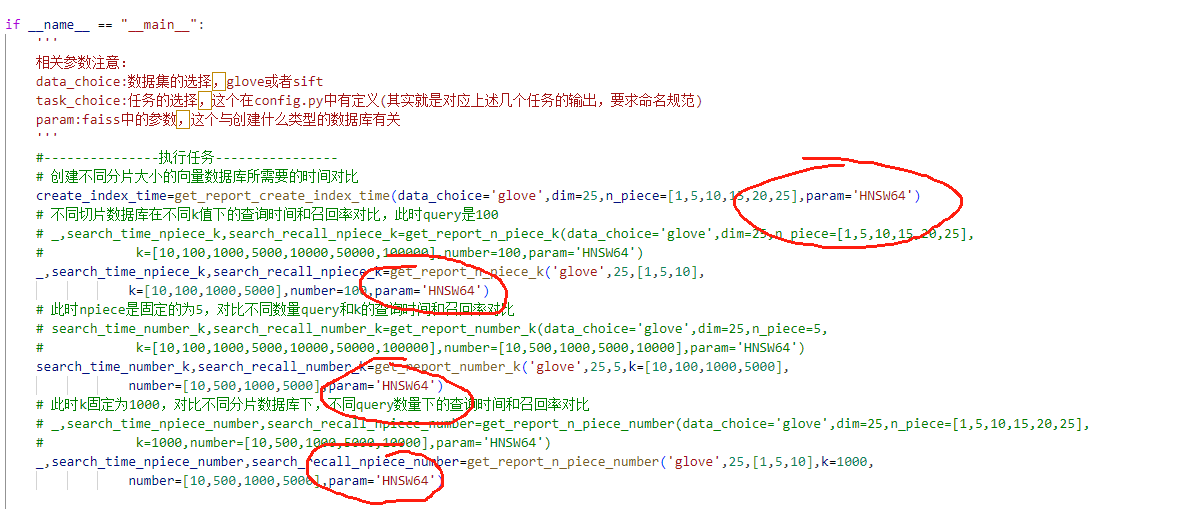 if __name__ == "__main__":
'''
相关参数注意:
data_choice:数据集的选择，glove或者sift
task_choice:任务的选择，这个在config.py中有定义(其实就是对应上述几个任务的输出，要求命名规范)
param:faiss中的参数，这个与创建什么类型的数据库有关
'''
#---------------执行任务----------------
# 创建不同分片大小的向量数据库所需要的时间对比
create_index_time=get_report_create_index_time(data_choice='glove',dim=25,n_piece=[1,5,10,15,20,25],param='HNSW64')
# 不同切片数据库在不同k值下的查询时间和召回率对比，此时query是100
# _,search_time_npiece_k,search_recall_npiece_k=get_report_n_piece_k(data_choice='glove',dim=25,n_piece=[1,5,10,15,20,25],
# k=[10,100,1000,5000,10000,50000,100000],number=100,param='HNSW64')
_,search_time_npiece_k,search_recall_npiece_k=get_report_n_piece_k('glove',25,[1,5,10],
k=[10,100,1000,5000],number=100,param='HNSW64')
# 此时npiece是固定的为5，对比不同数量query和k的查询时间和召回率对比
# search_time_number_k,search_recall_number_k=get_report_number_k(data_choice='glove',dim=25,n_piece=5,
# k=[10,100,1000,5000,10000,50000,100000],number=[10,500,1000,5000,10000],param='HNSW64')
search_time_number_k,search_recall_number_k=get_report_number_k('glove',25,5,k=[10,100,1000,5000],
number=[10,500,1000,5000],param='HNSW64')
# 此时k固定为1000，对比不同分片数据库下，不同query数量下的查询时间和召回率对比
# _,search_time_npiece_number,search_recall_npiece_number=get_report_n_piece_number(data_choice='glove',dim=25,n_piece=[1,5,10,15,20,25],
# k=1000,number=[10,500,1000,5000,10000],param='HNSW64')
_,search_time_npiece_number,search_recall_npiece_number=get_report_n_piece_number('glove',25,[1,5,10],k=1000,
number=[10,500,1000,5000],param='HNSW64')